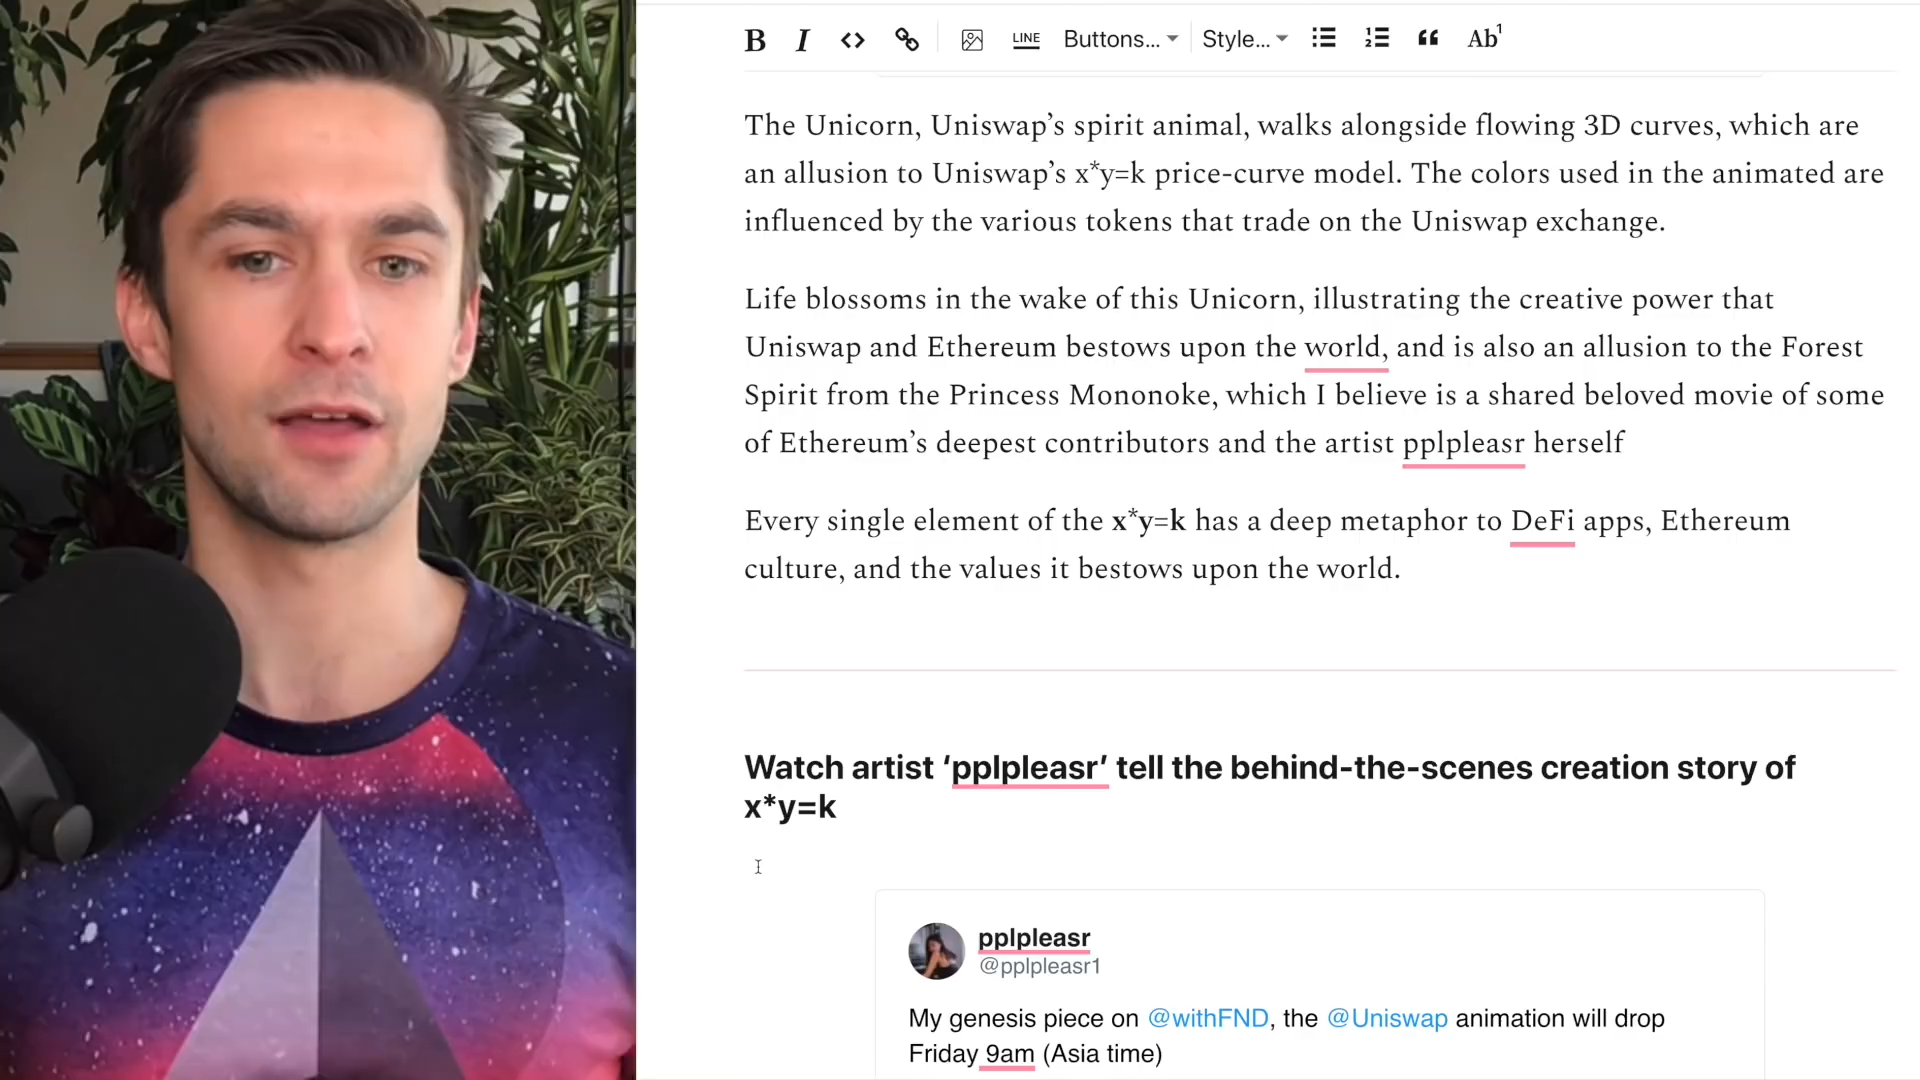 B I <> LINE Buttons... Style... Ab1
The Unicorn, Uniswap’s spirit animal, walks alongside flowing 3D curves, which are
an allusion to Uniswap’s x*y=k price-curve model. The colors used in the animated are
influenced by the various tokens that trade on the Uniswap exchange.
Life blossoms in the wake of this Unicorn, illustrating the creative power that
Uniswap and Ethereum bestows upon the world, and is also an allusion to the Forest
Spirit from the Princess Mononoke, which I believe is a shared beloved movie of some
of Ethereum’s deepest contributors and the artist pplpleasr herself
Every single element of the x*y=k has a deep metaphor to DeFi apps, Ethereum
culture, and the values it bestows upon the world.
Watch artist ‘pplpleasr’ tell the behind-the-scenes creation story of
x*y=k
pplpleasr
@pplpleasr1
My genesis piece on @withFND, the @Uniswap animation will drop
Friday 9am (Asia time)